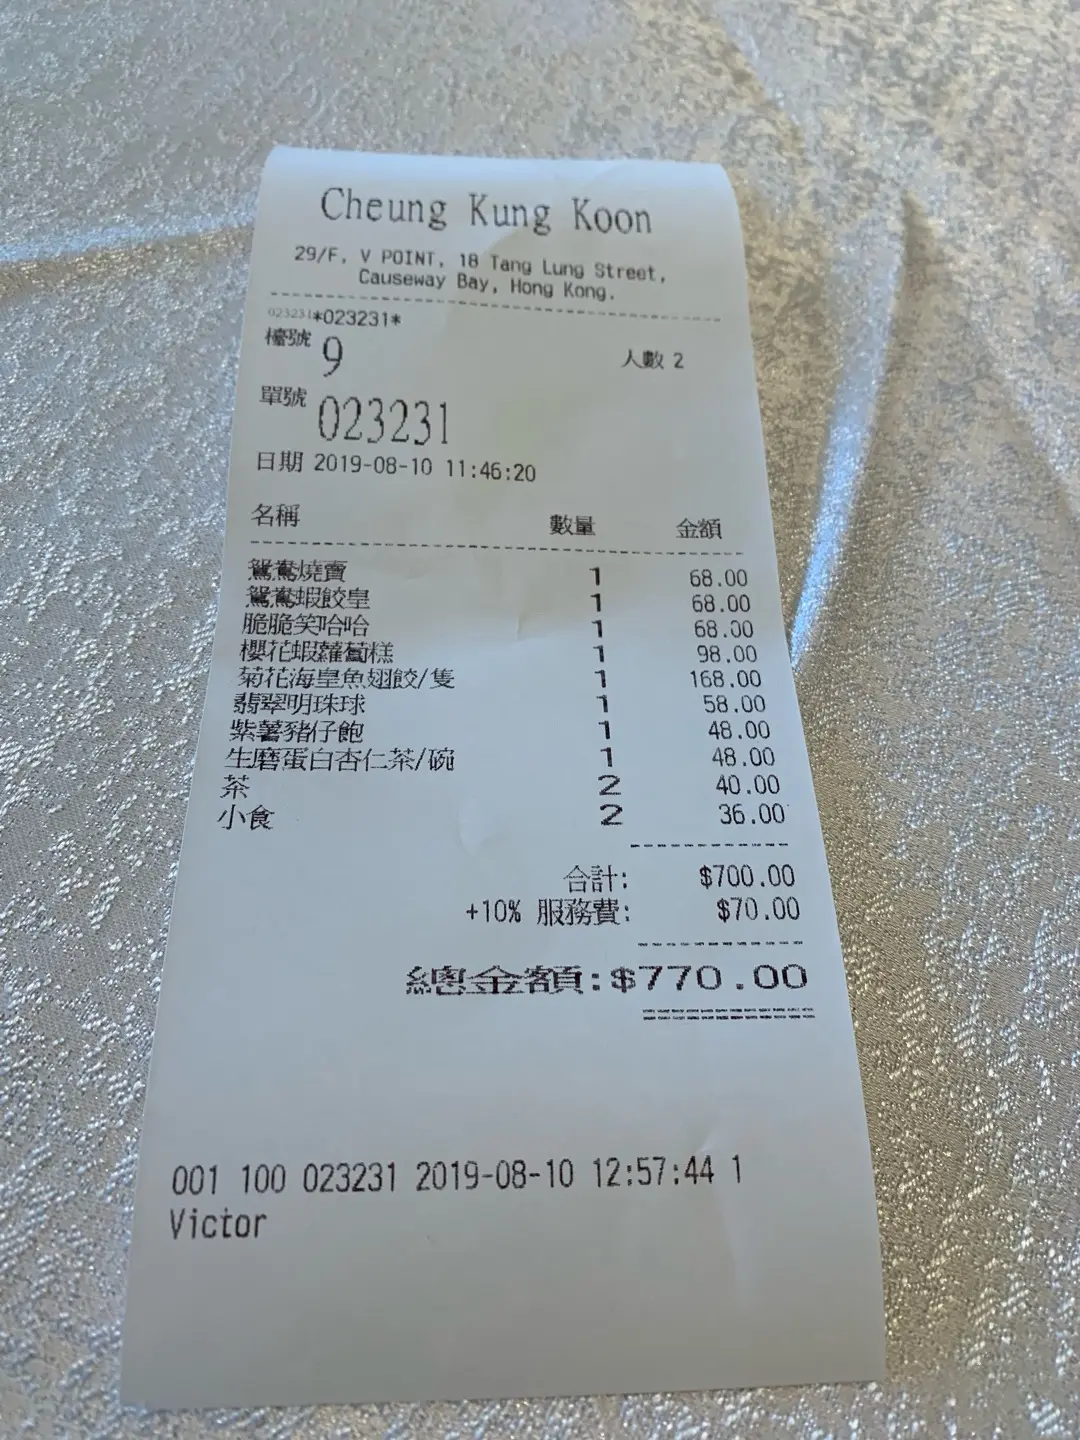 Cheung Kung Koon
29/F, V POINT, 18 Tang Lung Street,
Causeway Bay, Hong Kong.
023231*023231*
檯號 9 人數 2
單號 023231
日期 2019-08-10 11:46:20
名稱 數量 金額
鴛鴦燒賣 1 68.00
鴛鴦蝦餃皇 1 68.00
脆脆笑哈哈 1 68.00
櫻花蝦蘿蔔糕 1 98.00
菊花海皇魚翅餃/隻 1 168.00
翡翠明珠球 1 58.00
紫薯豬仔飽 1 48.00
生磨蛋白杏仁茶/碗 1 48.00
茶 2 40.00
小食 2 36.00
合計: $700.00
+10% 服務費: $70.00
總金額:$770.00
001 100 023231 2019-08-10 12:57:44 1
Victor